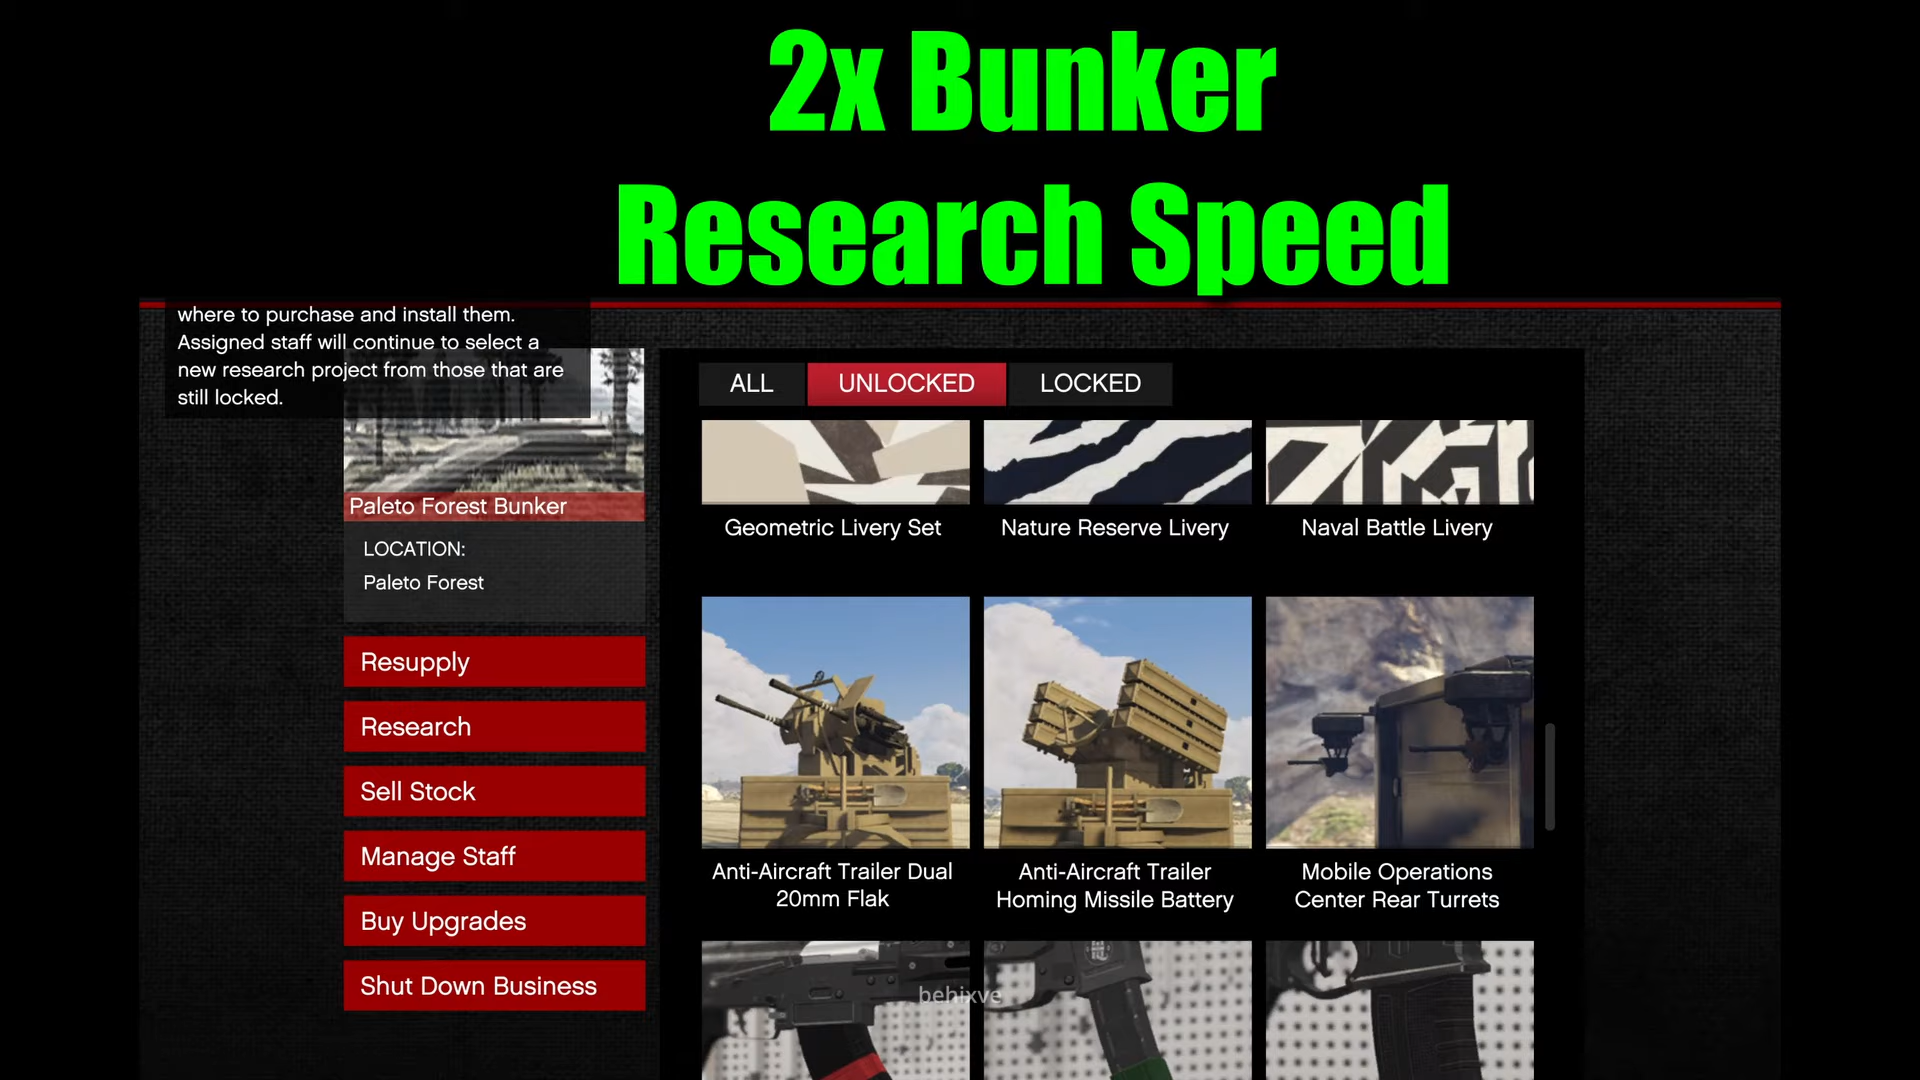 2x Bunker
Research Speed
where to purchase and install them.
Assigned staff will continue to select a
new research project from those that are
still locked.
Paleto Forest Bunker
LOCATION:
Paleto Forest
Resupply
Research
Sell Stock
Manage Staff
Buy Upgrades
Shut Down Business
ALL
UNLOCKED
LOCKED
Geometric Livery Set
Nature Reserve Livery
Naval Battle Livery
Anti-Aircraft Trailer Dual
20mm Flak
Anti-Aircraft Trailer
Homing Missile Battery
Mobile Operations
Center Rear Turrets
behixve